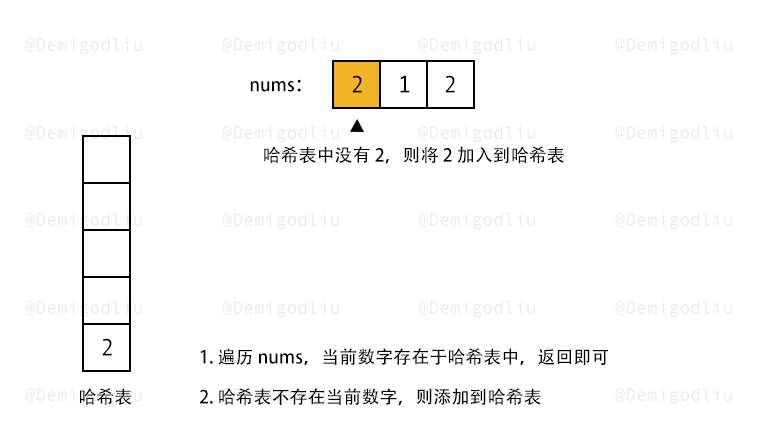 @Demigodliu @Demigodliu @Demigodliu @Demigodliu
nums： 2 1 2
@Demigodliu @Demigodliu @Demigodliu @Demigodliu
哈希表中没有 2，则将 2 加入到哈希表
@Demigodliu @Demigodliu @Demigodliu @Demigodliu
@Demigodliu @Demigodliu @Demigodliu @Demigodliu
2
1. 遍历 nums，当前数字存在于哈希表中，返回即可
@Demigodliu @Demigodliu @Demigodliu @Demigodliu
哈希表
2. 哈希表不存在当前数字，则添加到哈希表